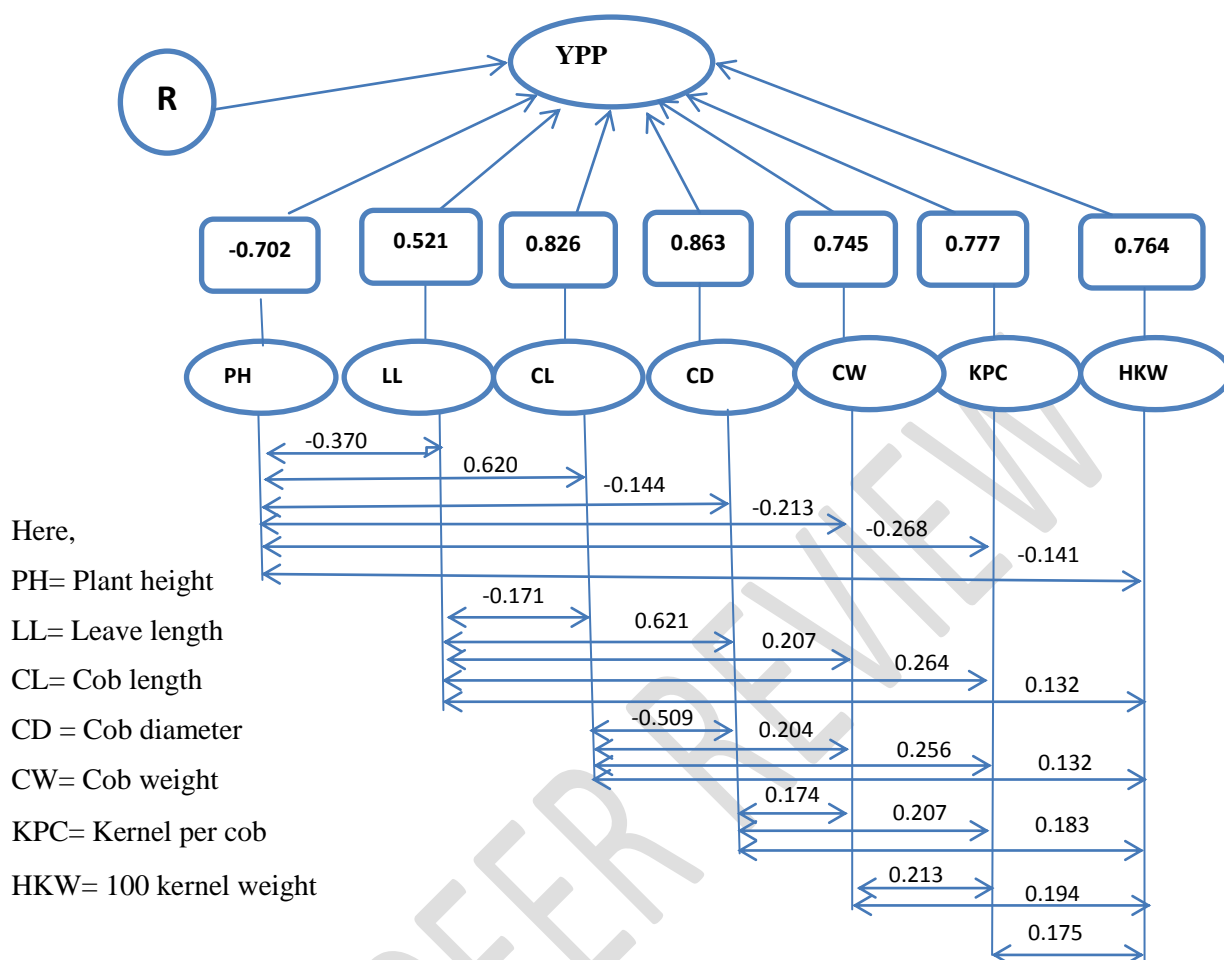 YPP
R
-0.702 0.521 0.826 0.863 0.745 0.777 0.764
PH LL CL CD CW KPC HKW
-0.370
0.620
-0.144
-0.213
-0.268
-0.141
-0.171
0.621
0.207
0.264
0.132
-0.509
0.204
0.256
0.132
0.174
0.207
0.183
0.213
0.194
0.175
Here,
PH= Plant height
LL= Leave length
CL= Cob length
CD = Cob diameter
CW= Cob weight
KPC= Kernel per cob
HKW= 100 kernel weight
EER REVIEW